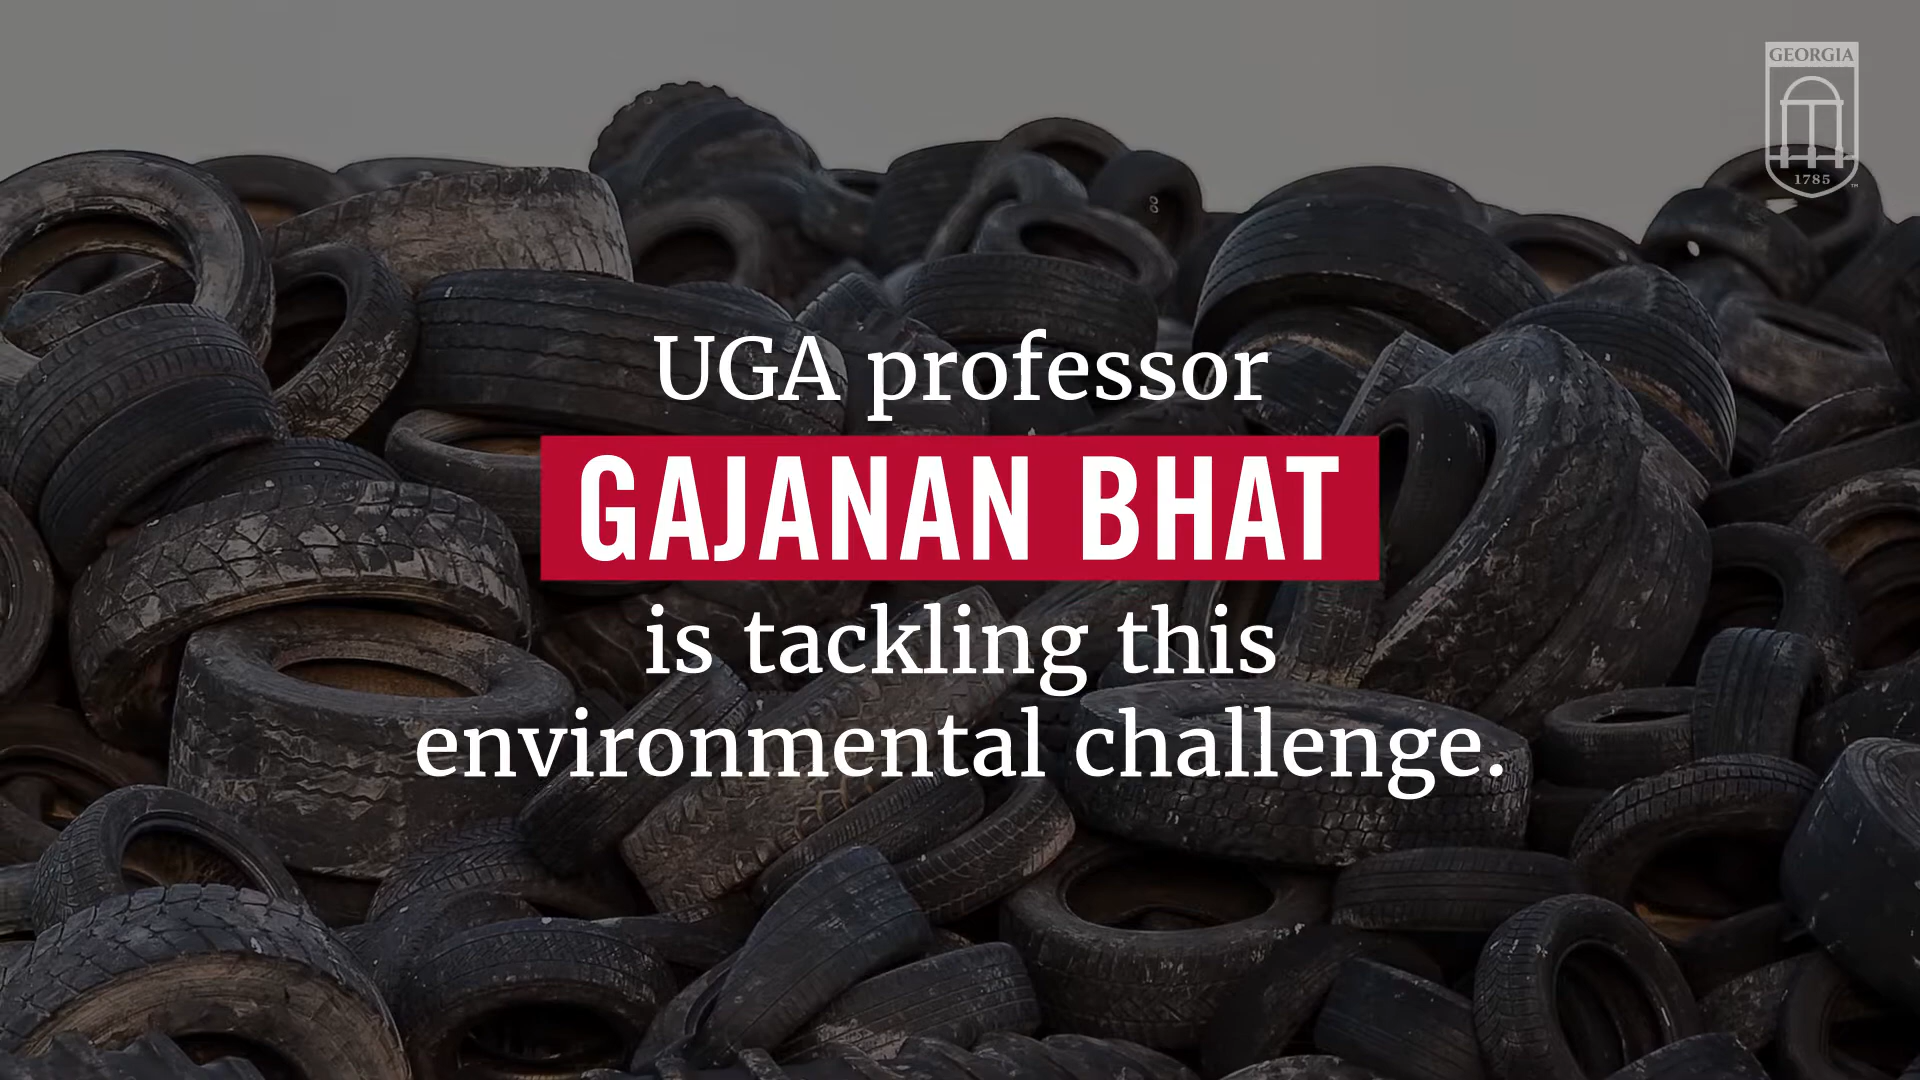 GEORGIA
1785
UGA professor
GAJANAN BHAT
is tackling this
environmental challenge.